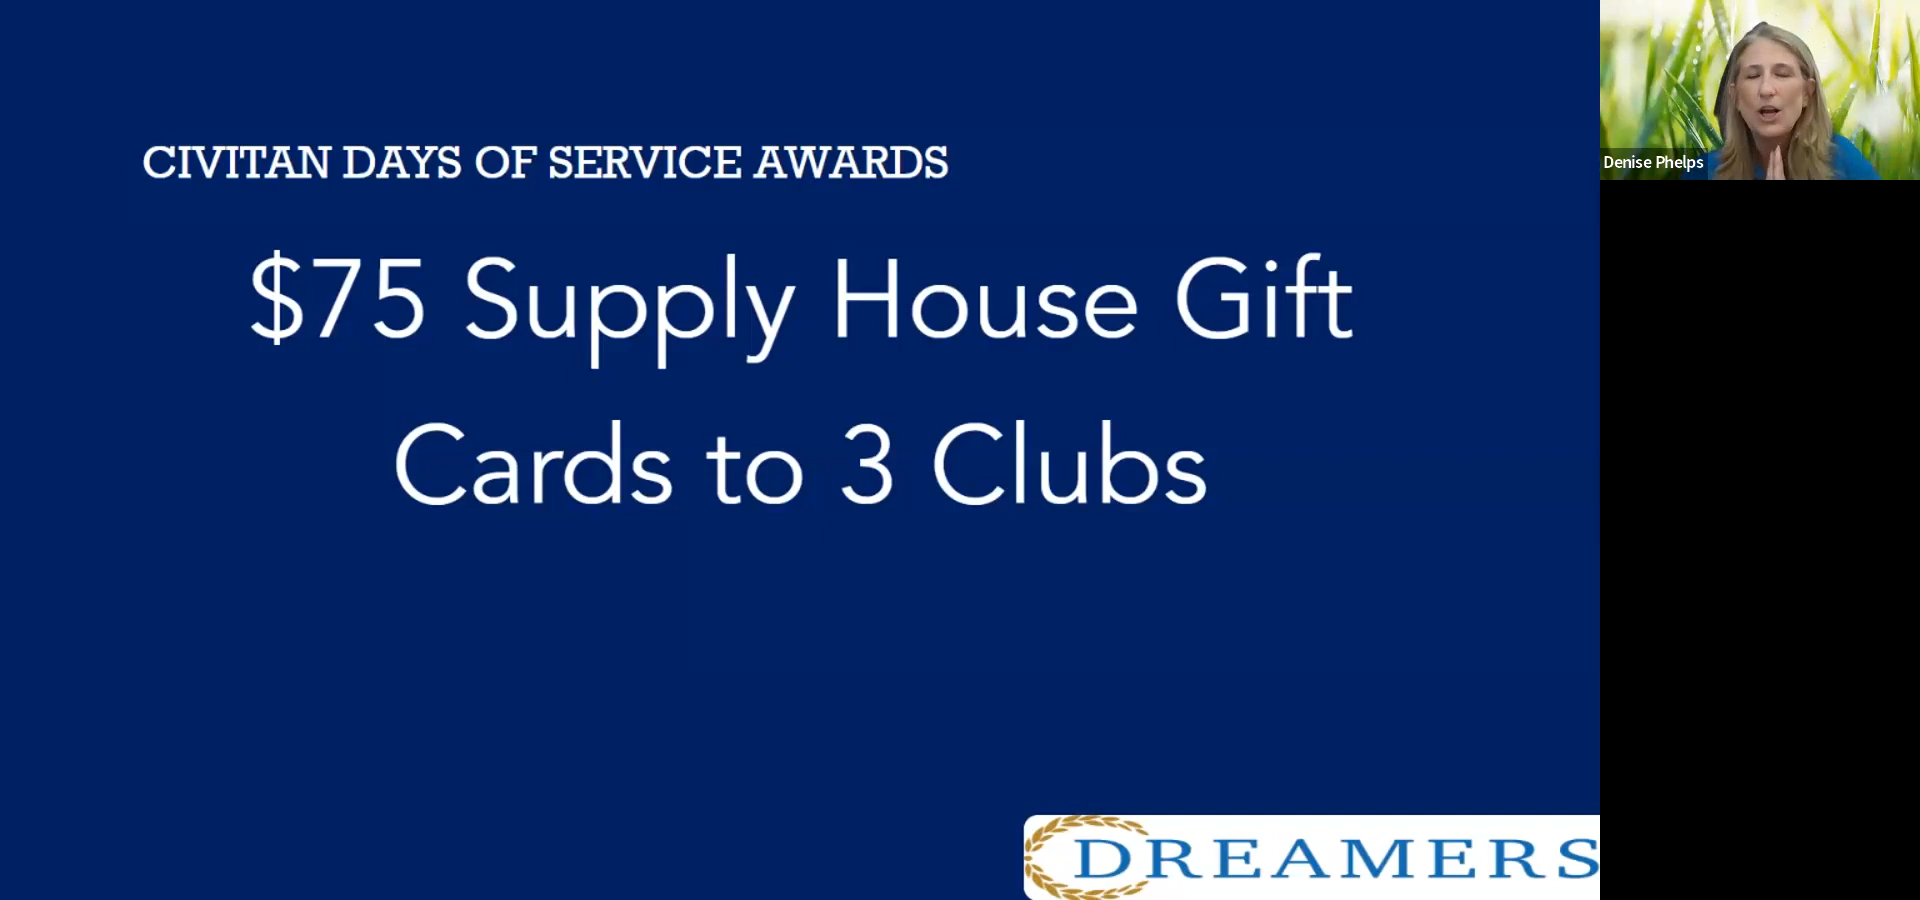 CIVITAN DAYS OF SERVICE AWARDS
$75 Supply House Gift
Cards to 3 Clubs
DREAMERS
Denise Phelps